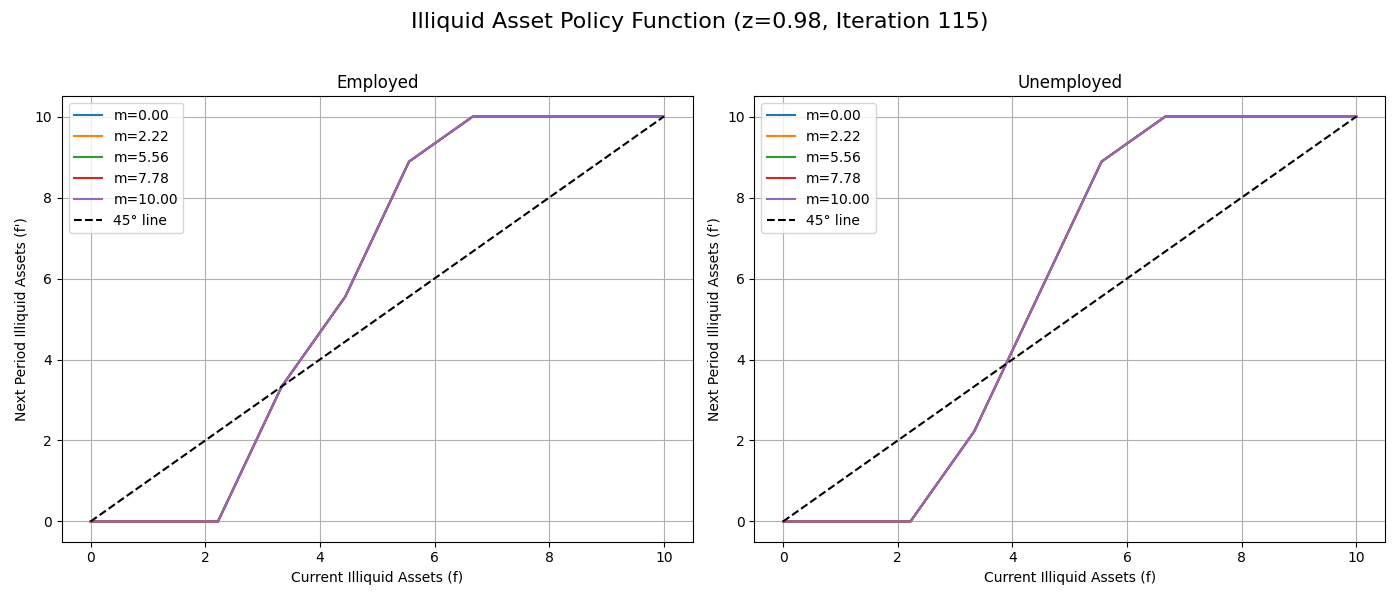 Illiquid Asset Policy Function (z=0.98, Iteration 115)
Employed
m=0.00
m=2.22
m=5.56
m=7.78
m=10.00
45° line
10
8
6
4
2
0
Next Period Illiquid Assets (f')
0 2 4 6 8 10
Current Illiquid Assets (f)
Unemployed
m=0.00
m=2.22
m=5.56
m=7.78
m=10.00
45° line
10
8
6
4
2
0
Next Period Illiquid Assets (f')
0 2 4 6 8 10
Current Illiquid Assets (f)